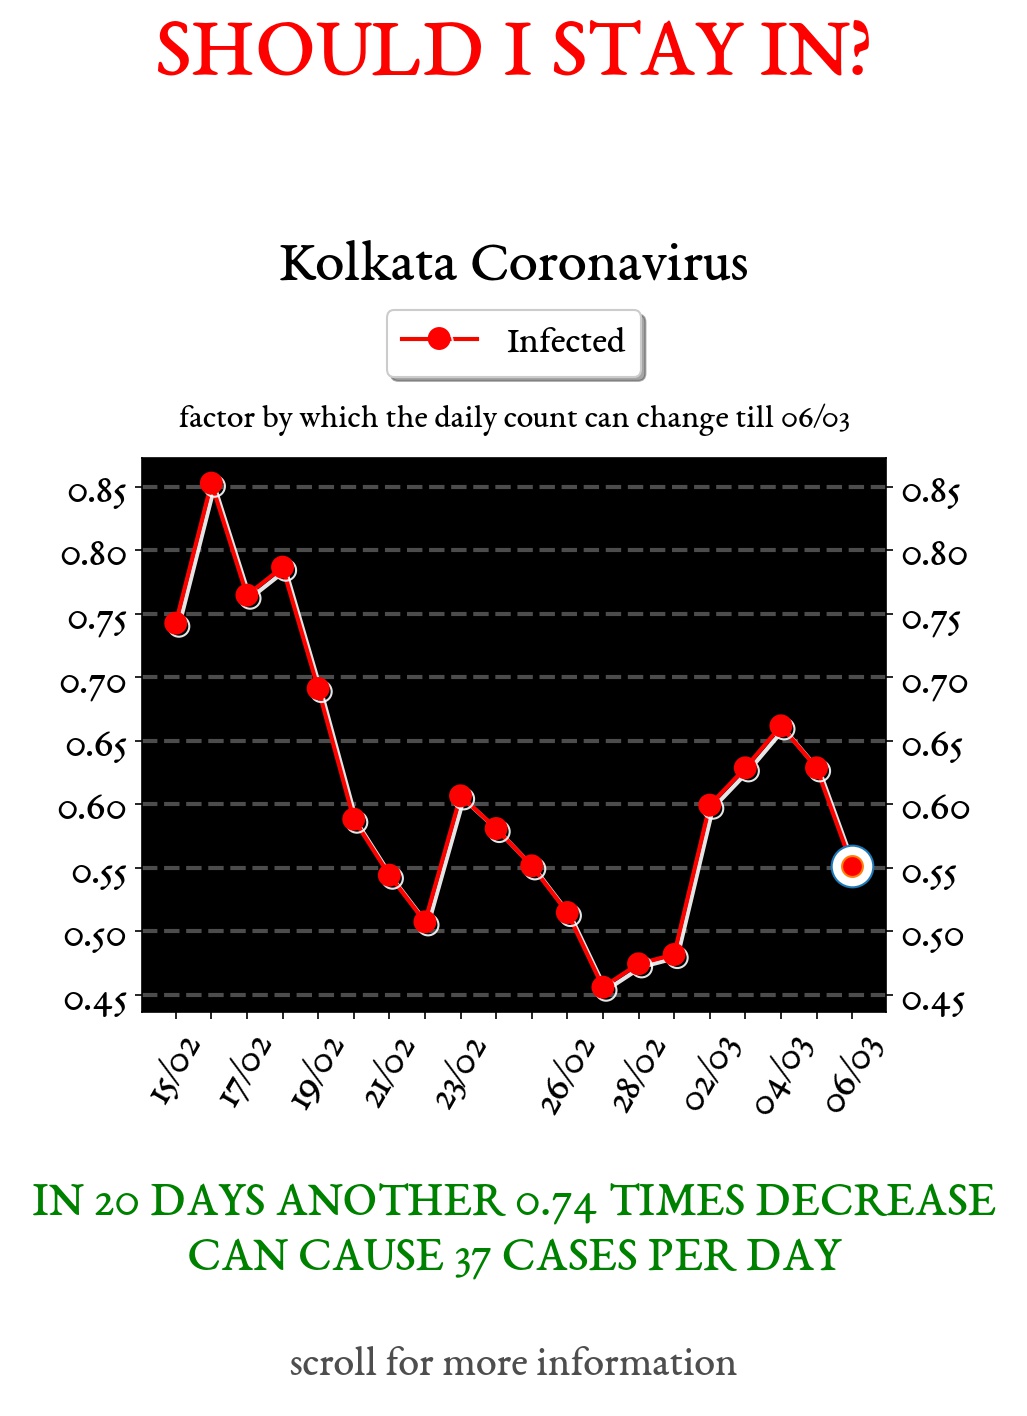 SHOULD I STAY IN?
Kolkata Coronavirus
Infected
factor by which the daily count can change till 06/03
0.85 0.85
0.80 0.80
0.75 0.75
0.70 0.70
0.65 0.65
0.60 0.60
0.55 0.55
0.50 0.50
0.45 0.45
15/02 17/02 19/02 21/02 23/02 26/02 28/02 02/03 04/03 06/03
IN 20 DAYS ANOTHER 0.74 TIMES DECREASE
CAN CAUSE 37 CASES PER DAY
scroll for more information